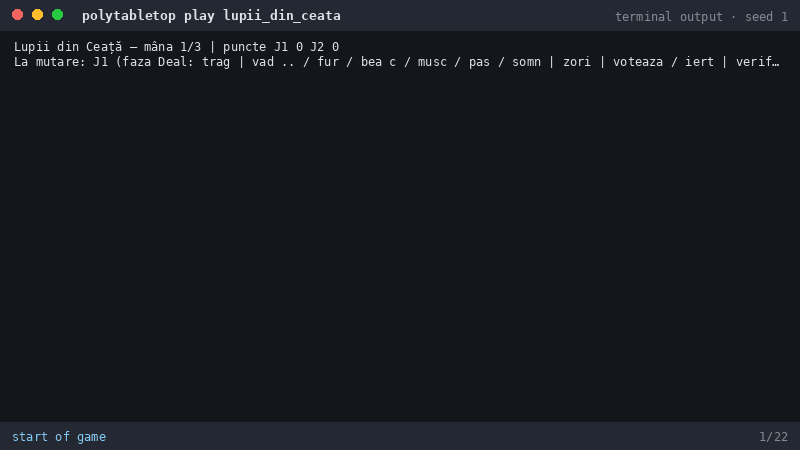 polytabletop play lupii_din_ceata
terminal output · seed 1
Lupii din Ceață — mâna 1/3 | puncte J1 0 J2 0
La mutare: J1 (faza Deal: trag | vad .. / fur / bea c / musc / pas / somn | zori | voteaza / iert | verif…
start of game
1/22